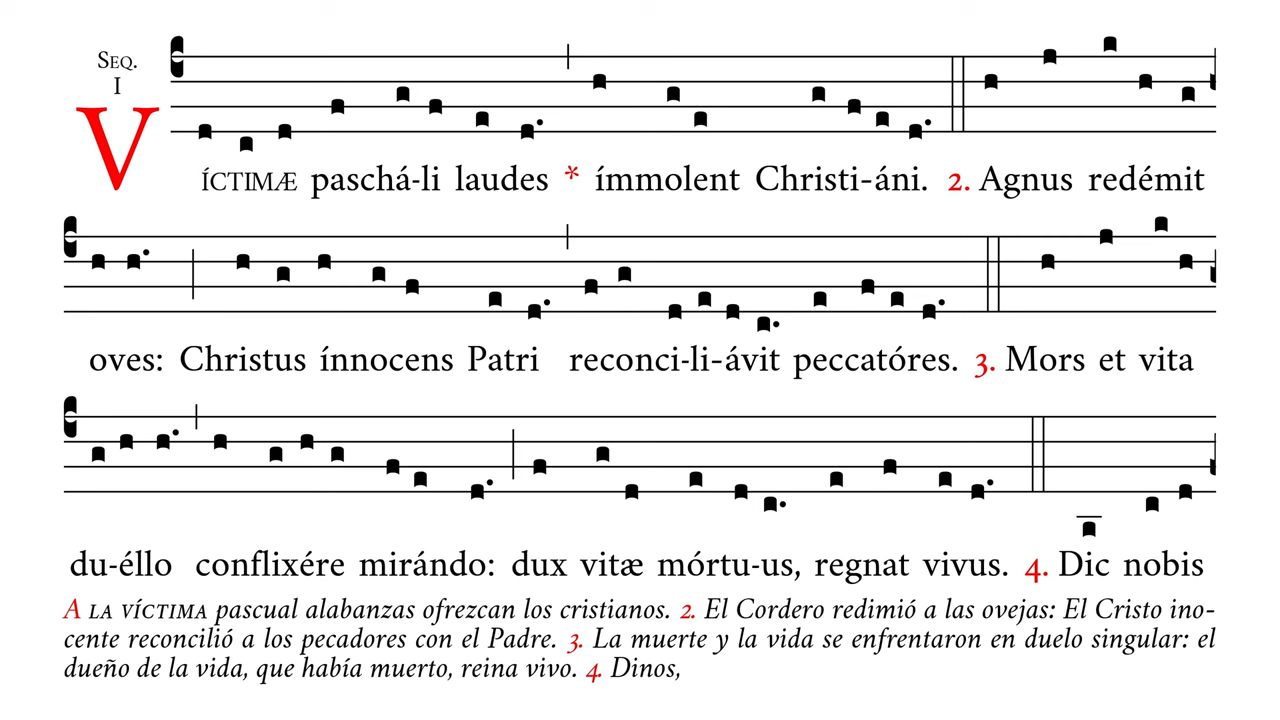 SEQ.
I
VÍCTIMÆ paschá-li laudes * ímmolent Christi-áni. 2. Agnus redémit
oves: Christus ínnocens Patri reconci-li-ávit peccatóres. 3. Mors et vita
du-éllo conflixére mirándo: dux vitæ mórtu-us, regnat vivus. 4. Dic nobis
A LA VÍCTIMA pascual alabanzas ofrezcan los cristianos. 2. El Cordero redimió a las ovejas: El Cristo ino-
cente reconcilió a los pecadores con el Padre. 3. La muerte y la vida se enfrentaron en duelo singular: el
dueño de la vida, que había muerto, reina vivo. 4. Dinos,